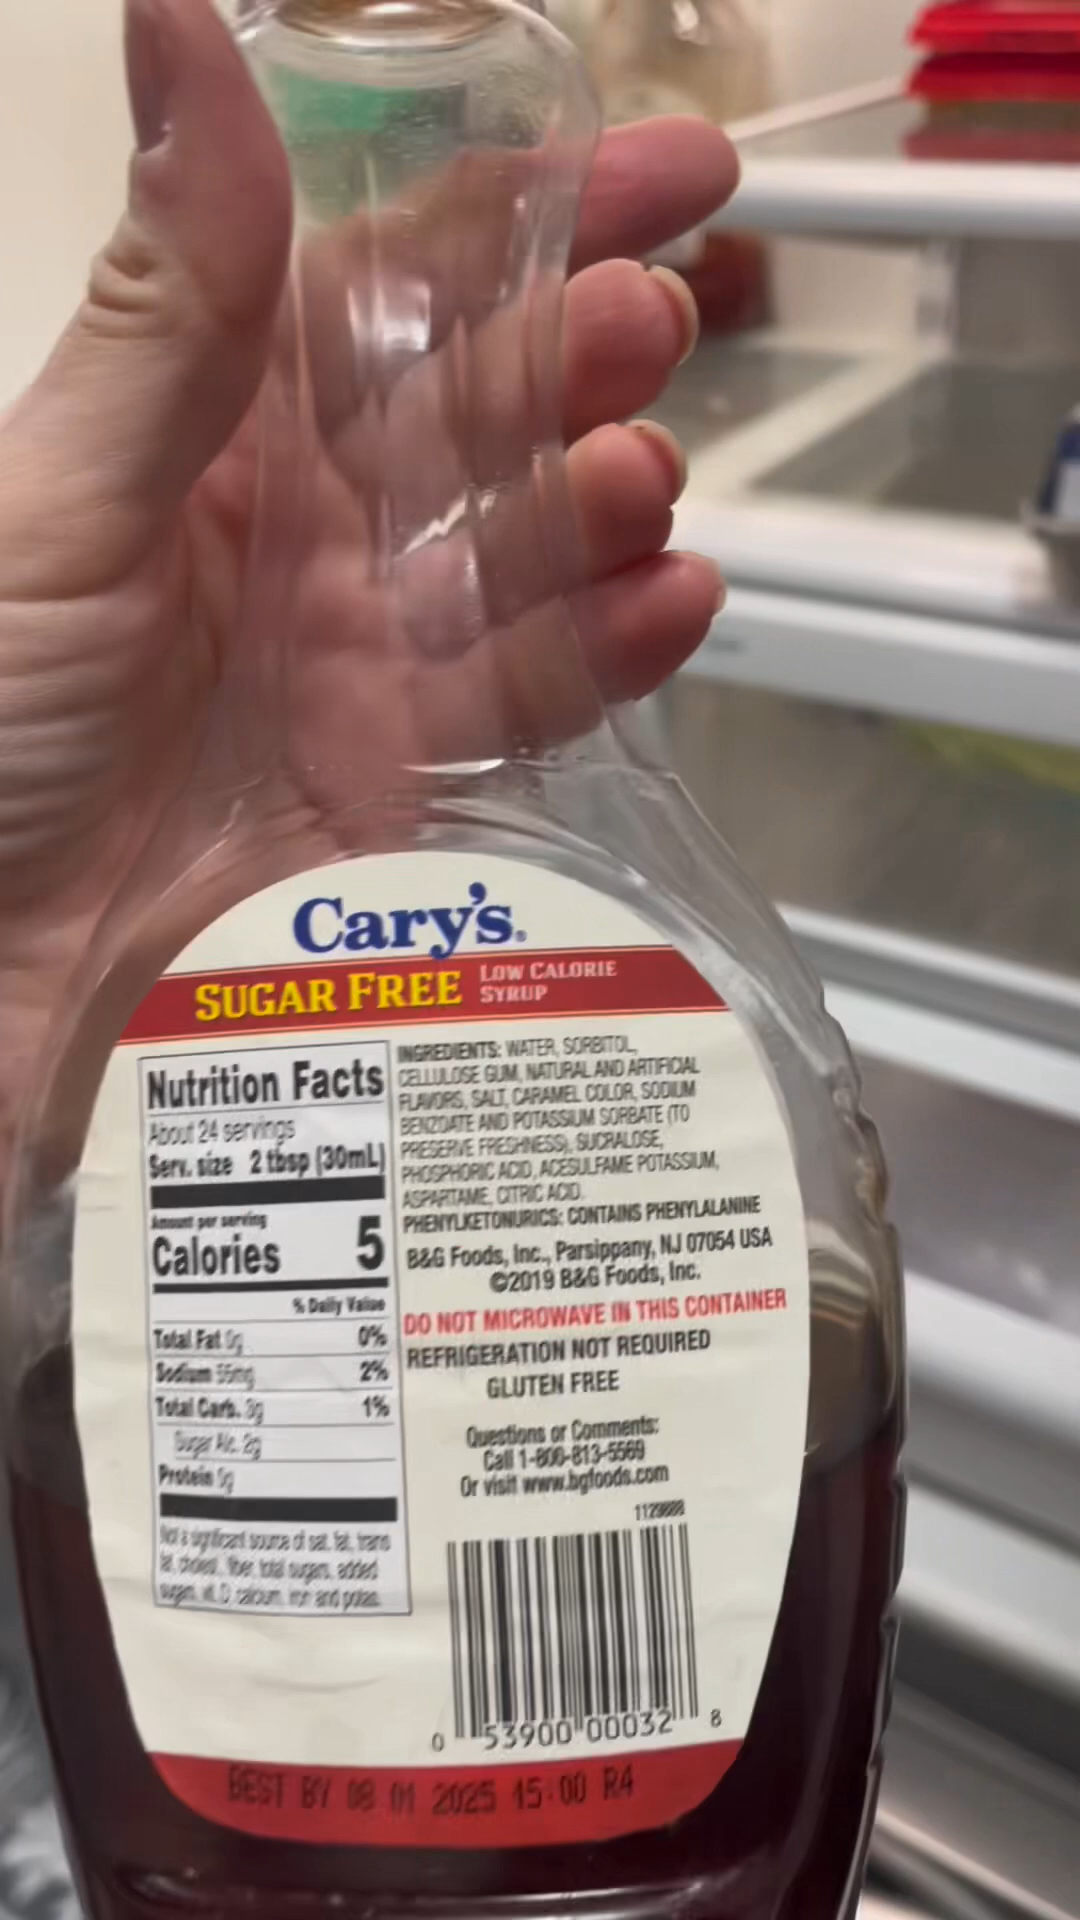 Cary's®
SUGAR FREE LOW CALORIE
SYRUP
Nutrition Facts
About 24 servings
Serv. size 2 tbsp (30mL)
Amount per serving
Calories 5
% Daily Value
Total Fat 0g 0%
Sodium 55mg 2%
Total Carb. 3g 1%
Sugar Alc. 2g
Protein 0g
Not a significant source of sat. fat, trans
fat, cholest., fiber, total sugars, added
sugars, vit. D, calcium, iron and potas.
INGREDIENTS: WATER, SORBITOL,
CELLULOSE GUM, NATURAL AND ARTIFICIAL
FLAVORS, SALT, CARAMEL COLOR, SODIUM
BENZOATE AND POTASSIUM SORBATE (TO
PRESERVE FRESHNESS), SUCRALOSE,
PHOSPHORIC ACID, ACESULFAME POTASSIUM,
ASPARTAME, CITRIC ACID.
PHENYLKETONURICS: CONTAINS PHENYLALANINE
B&G Foods, Inc., Parsippany, NJ 07054 USA
©2019 B&G Foods, Inc.
DO NOT MICROWAVE IN THIS CONTAINER
REFRIGERATION NOT REQUIRED
GLUTEN FREE
Questions or Comments:
Call 1-800-813-5569
Or visit www.bgfoods.com
0 53900 00032 8
BEST BY 08 01 2025 15:00 R4